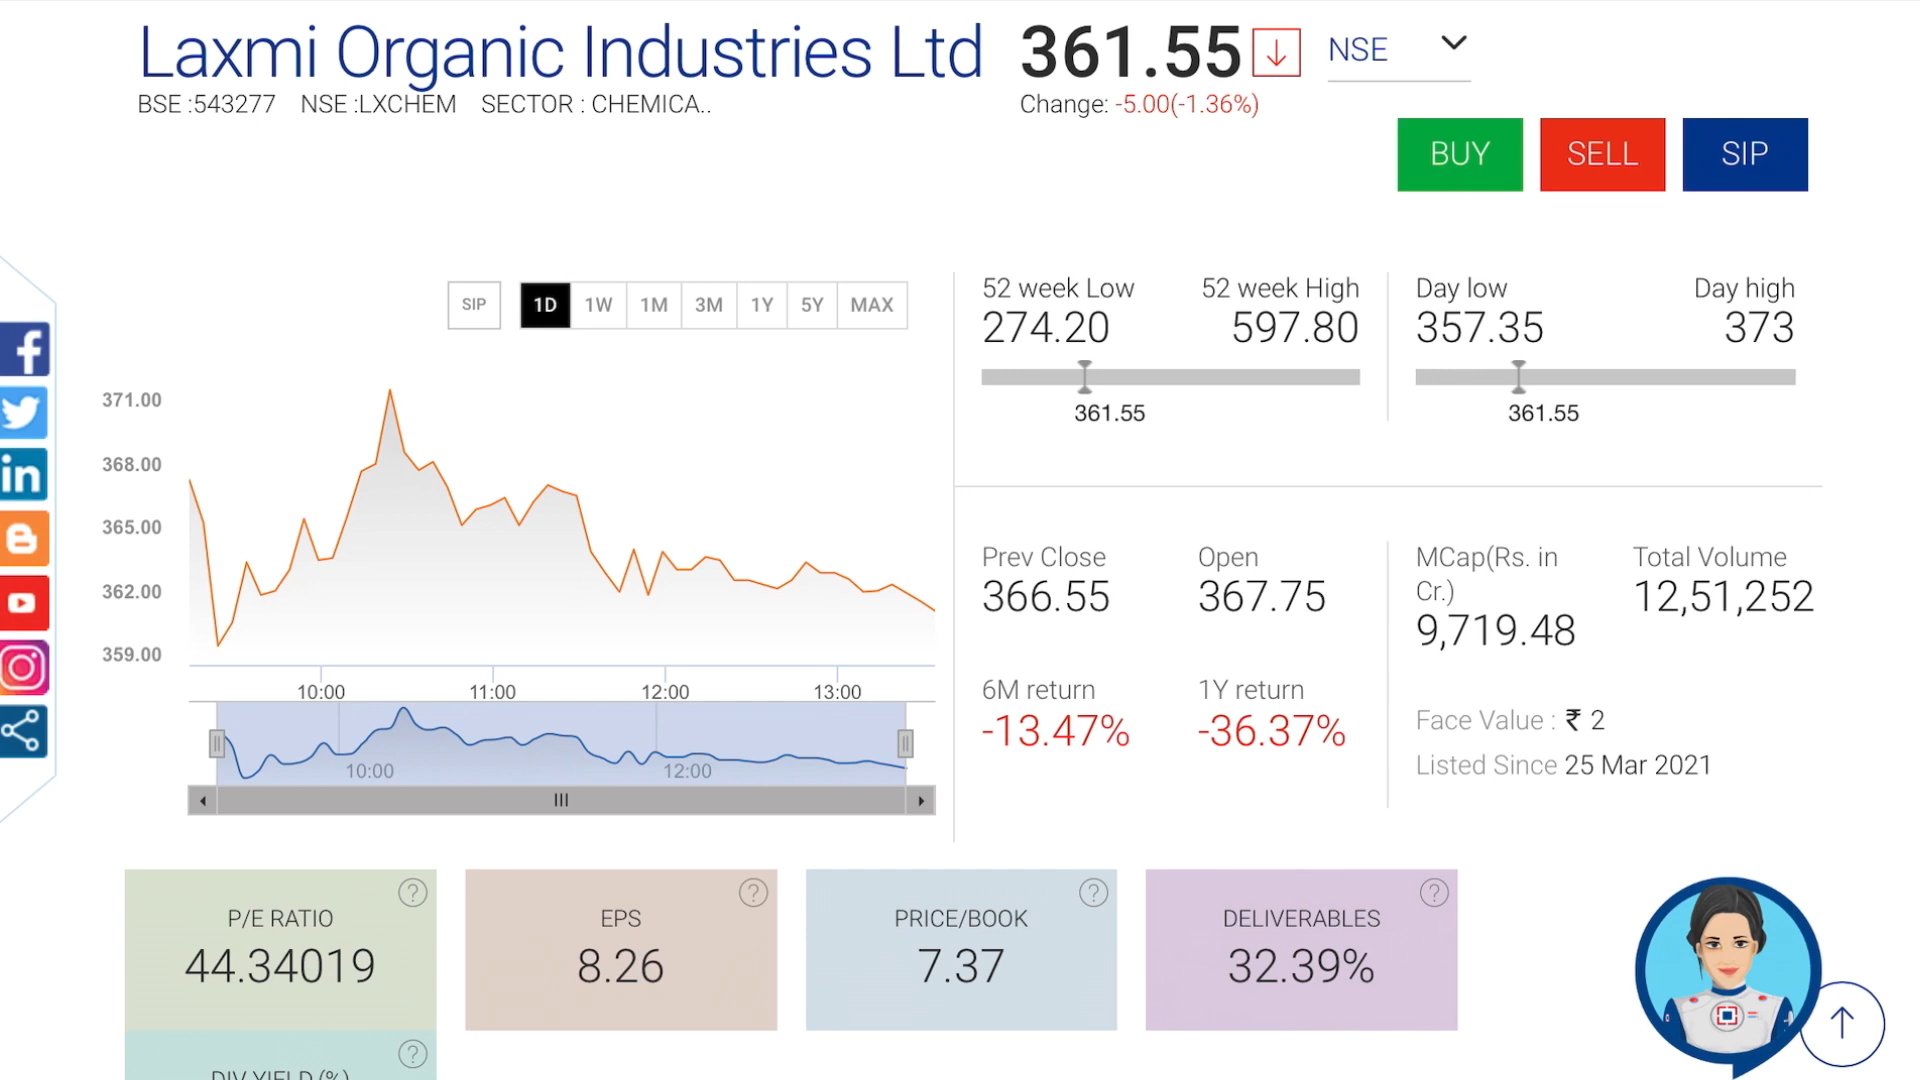 Laxmi Organic Industries Ltd 361.55 NSE
BSE :543277 NSE :LXCHEM SECTOR : CHEMICA.. Change: -5.00(-1.36%)
BUY SELL SIP
SIP 1D 1W 1M 3M 1Y 5Y MAX
52 week Low 52 week High Day low Day high
274.20 597.80 357.35 373
361.55 361.55
371.00
368.00
365.00
362.00
359.00
10:00 11:00 12:00 13:00
10:00 12:00
Prev Close Open MCap(Rs. in Total Volume
366.55 367.75 Cr.) 12,51,252
9,719.48
6M return 1Y return
-13.47% -36.37%
Face Value : ₹ 2
Listed Since 25 Mar 2021
P/E RATIO ? EPS ? PRICE/BOOK ? DELIVERABLES ?
44.34019 8.26 7.37 32.39%
DIV YIELD (%) ?